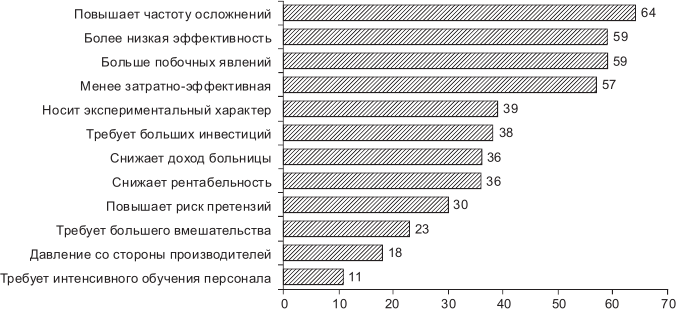 Повышает частоту осложнений 64
Более низкая эффективность 59
Больше побочных явлений 59
Менее затратно-эффективная 57
Носит экспериментальный характер 39
Требует больших инвестиций 38
Снижает доход больницы 36
Снижает рентабельность 36
Повышает риск претензий 30
Требует большего вмешательства 23
Давление со стороны производителей 18
Требует интенсивного обучения персонала 11
0 10 20 30 40 50 60 70